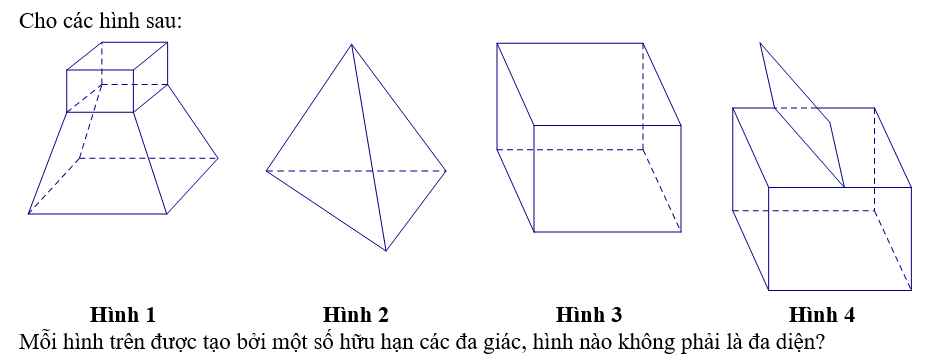 Cho các hình sau:
Hình 1 Hình 2 Hình 3 Hình 4
Mỗi hình trên được tạo bởi một số hữu hạn các đa giác, hình nào không phải là đa diện?